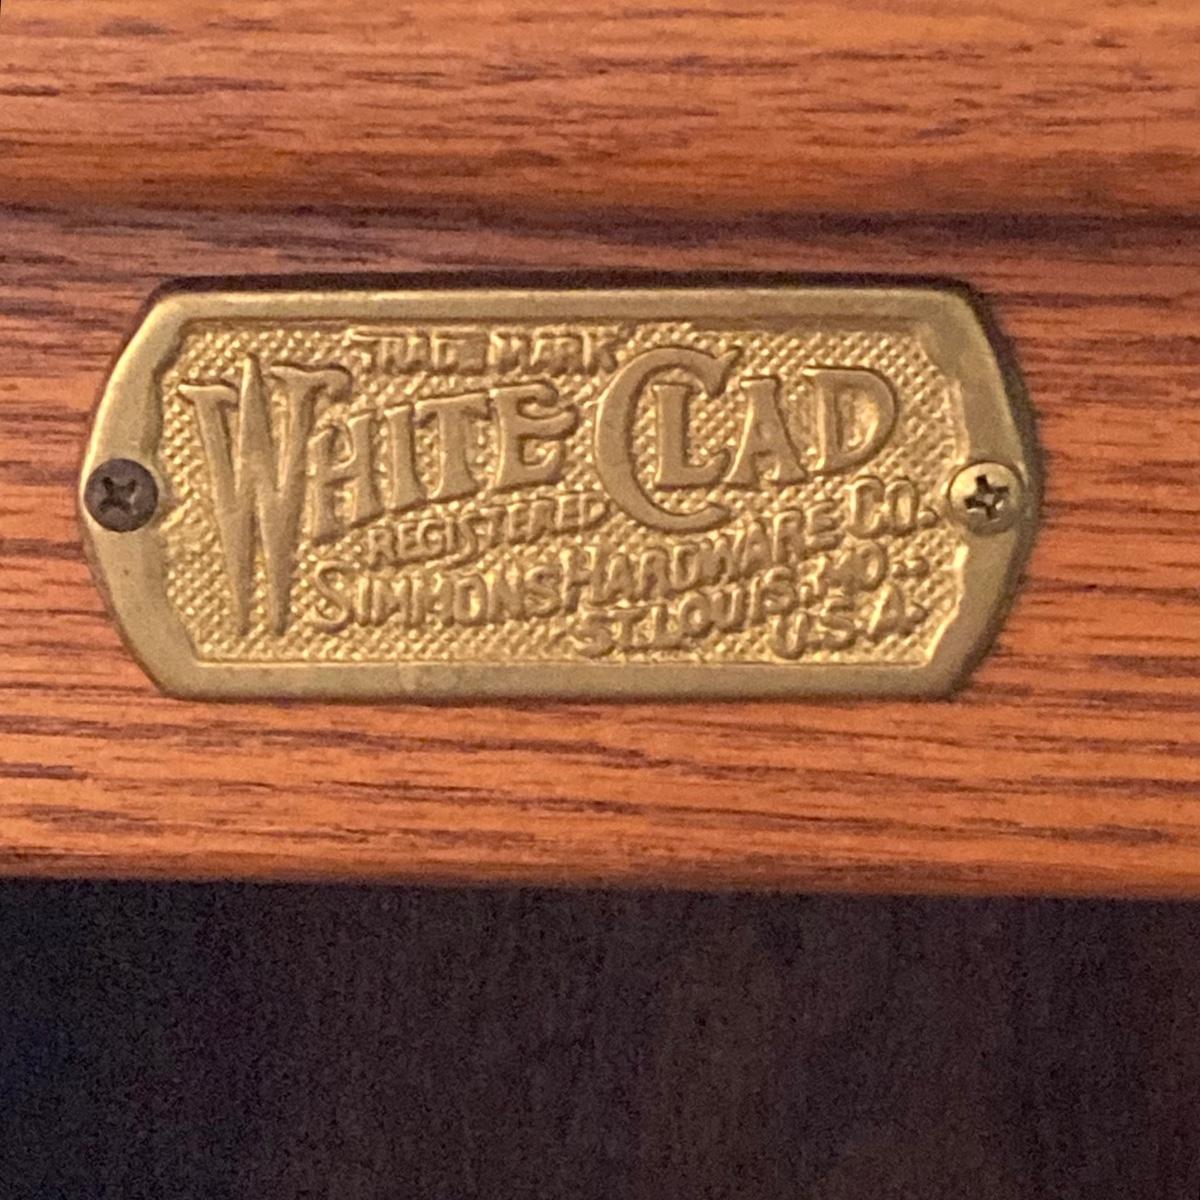 TRADE MARK
WHITE CLAD
REGISTERED
SIMMONS HARDWARE CO.
ST. LOUIS. MO.
U.S.A.